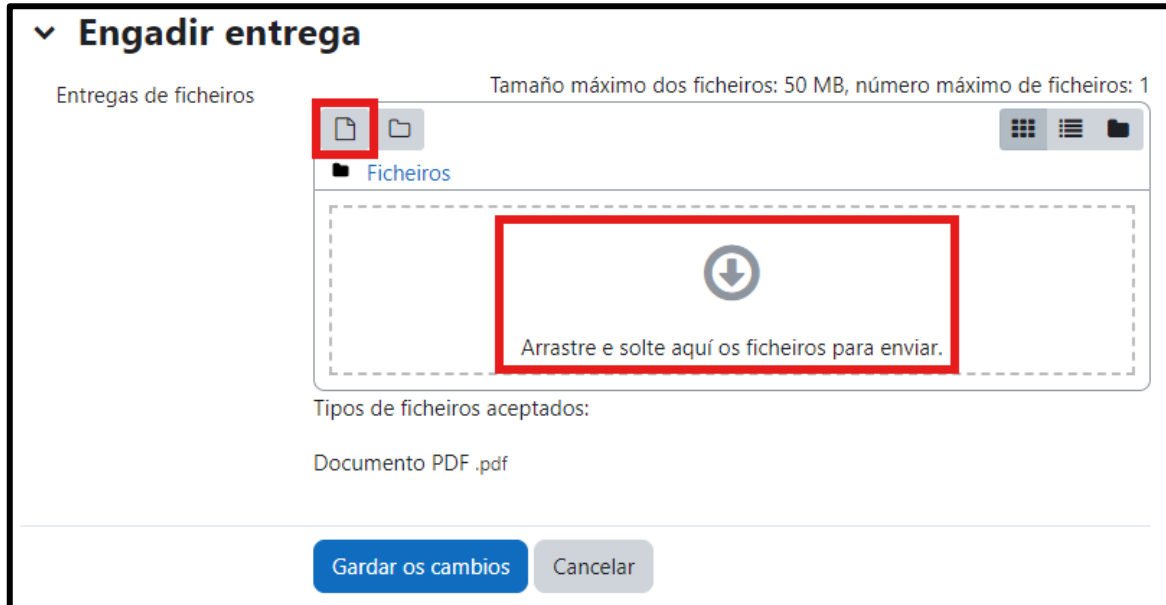 Engadir entrega
Entregas de ficheiros
Tamaño máximo dos ficheiros: 50 MB, número máximo de ficheiros: 1
Ficheiros
Arrastre e solte aquí os ficheiros para enviar.
Tipos de ficheiros aceptados:
Documento PDF .pdf
Gardar os cambios Cancelar